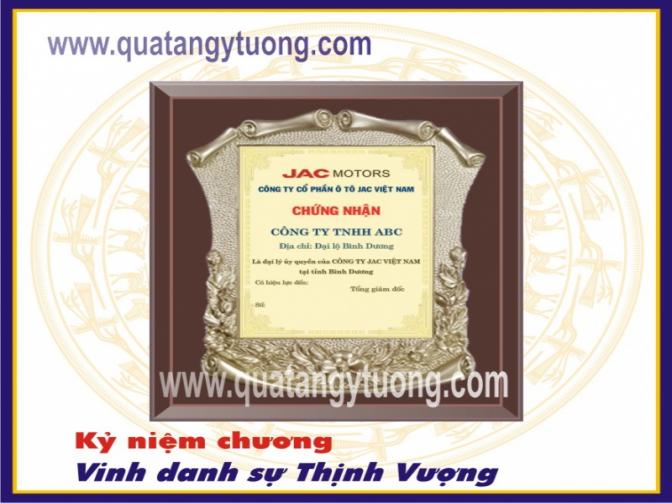 www.quatangytuong.com
JAC MOTORS
CÔNG TY CỔ PHẦN Ô TÔ JAC VIỆT NAM
CHỨNG NHẬN
CÔNG TY TNHH ABC
Địa chỉ: Đại lộ Bình Dương
Là đại lý ủy quyền của CÔNG TY JAC VIỆT NAM
tại tỉnh Bình Dương
Có hiệu lực đến:
Tổng giám đốc
Số:
www.quatangytuong.com
Kỷ niệm chương
Vinh danh sự Thịnh Vượng